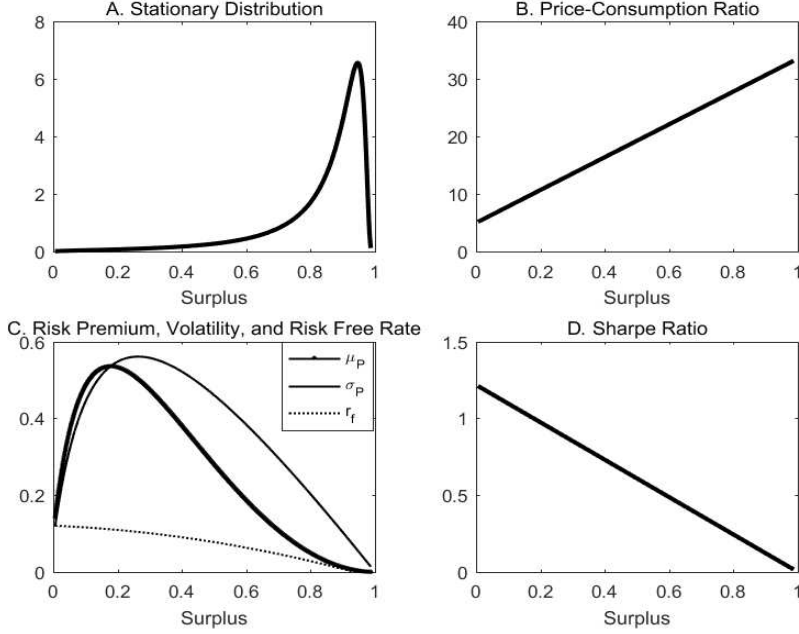 A. Stationary Distribution
8
6
4
2
0
0 0.2 0.4 0.6 0.8 1
Surplus
B. Price-Consumption Ratio
40
30
20
10
0
0 0.2 0.4 0.6 0.8 1
Surplus
C. Risk Premium, Volatility, and Risk Free Rate
0.6
0.4
0.2
0
μP
σP
rf
0 0.2 0.4 0.6 0.8 1
Surplus
D. Sharpe Ratio
1.5
1
0.5
0
0 0.2 0.4 0.6 0.8 1
Surplus